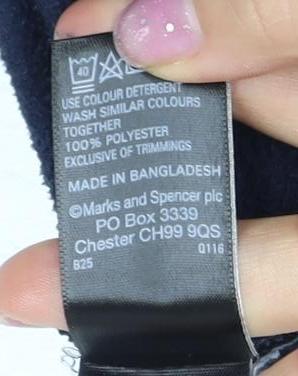 40
USE COLOUR DETERGENT
WASH SIMILAR COLOURS
TOGETHER
100% POLYESTER
EXCLUSIVE OF TRIMMINGS
MADE IN BANGLADESH
©Marks and Spencer plc
PO Box 3339
Chester CH99 9QS
B25 Q116